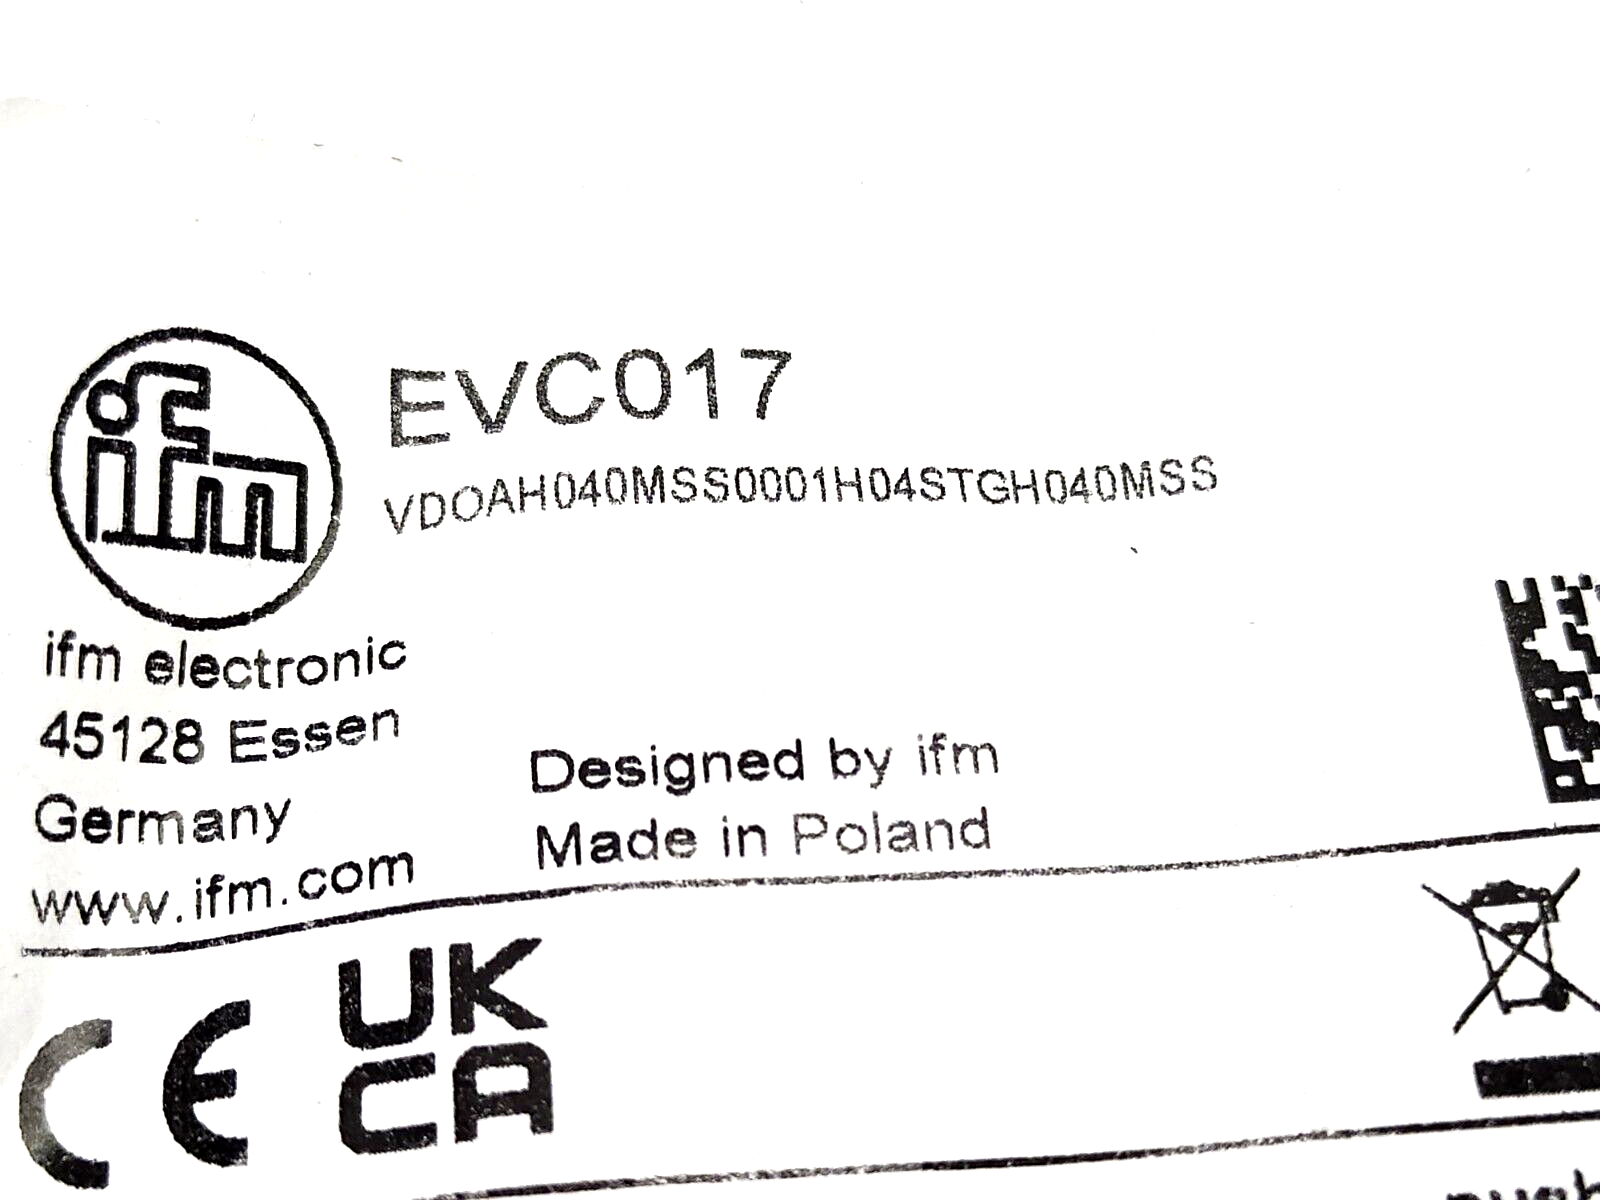 ifm
EVC017
VDOAH040MSS0001H04STGH040MSS
ifm electronic
45128 Essen
Germany
www.ifm.com
Designed by ifm
Made in Poland
CE
UK
CA